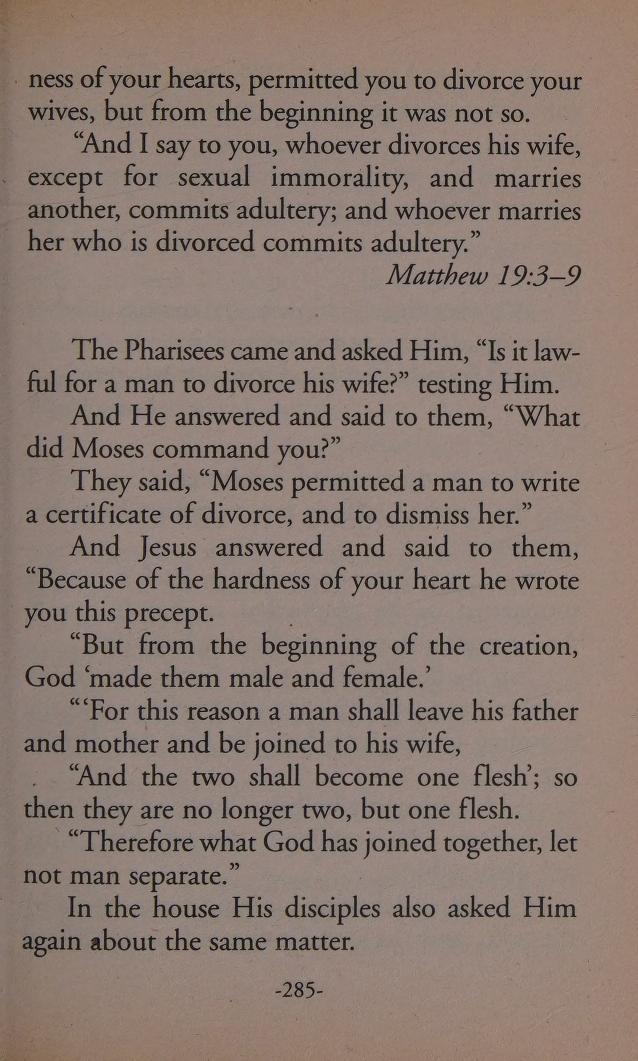 ness of your hearts, permitted you to divorce your
wives, but from the beginning it was not so.
“And I say to you, whoever divorces his wife,
except for sexual immorality, and marries
another, commits adultery; and whoever marries
her who is divorced commits adultery.”
Matthew 19:3–9
The Pharisees came and asked Him, “Is it law-
ful for a man to divorce his wife?” testing Him.
And He answered and said to them, “What
did Moses command you?”
They said, “Moses permitted a man to write
a certificate of divorce, and to dismiss her.”
And Jesus answered and said to them,
“Because of the hardness of your heart he wrote
you this precept.
“But from the beginning of the creation,
God ‘made them male and female.’
“‘For this reason a man shall leave his father
and mother and be joined to his wife,
“And the two shall become one flesh’; so
then they are no longer two, but one flesh.
“Therefore what God has joined together, let
not man separate.”
In the house His disciples also asked Him
again about the same matter.
-285-